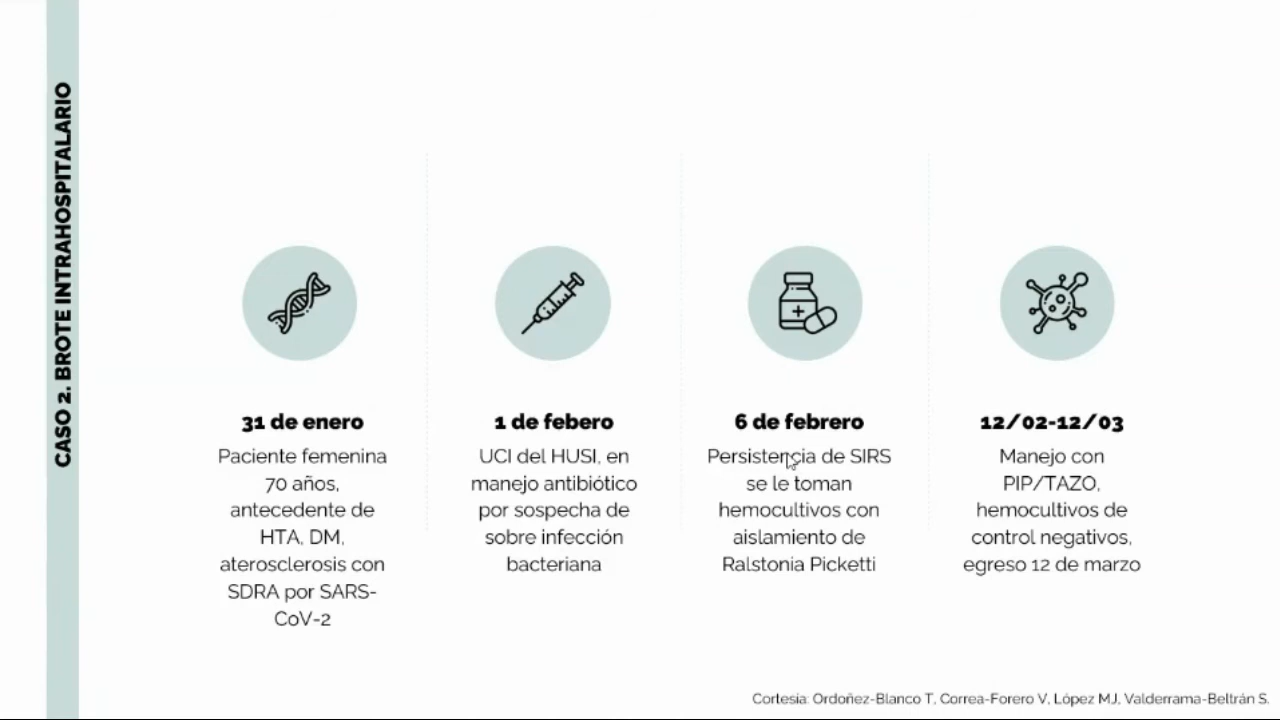 CASO 2. BROTE INTRAHOSPITALARIO
31 de enero
Paciente femenina
70 años,
antecedente de
HTA, DM,
aterosclerosis con
SDRA por SARS-
CoV-2
1 de febero
UCI del HUSI, en
manejo antibiótico
por sospecha de
sobre infección
bacteriana
6 de febrero
Persistencia de SIRS
se le toman
hemocultivos con
aislamiento de
Ralstonia Picketti
12/02-12/03
Manejo con
PIP/TAZO,
hemocultivos de
control negativos,
egreso 12 de marzo
Cortesia: Ordoñez-Blanco T, Correa-Forero V, López MJ, Valderrama-Beltrán S.